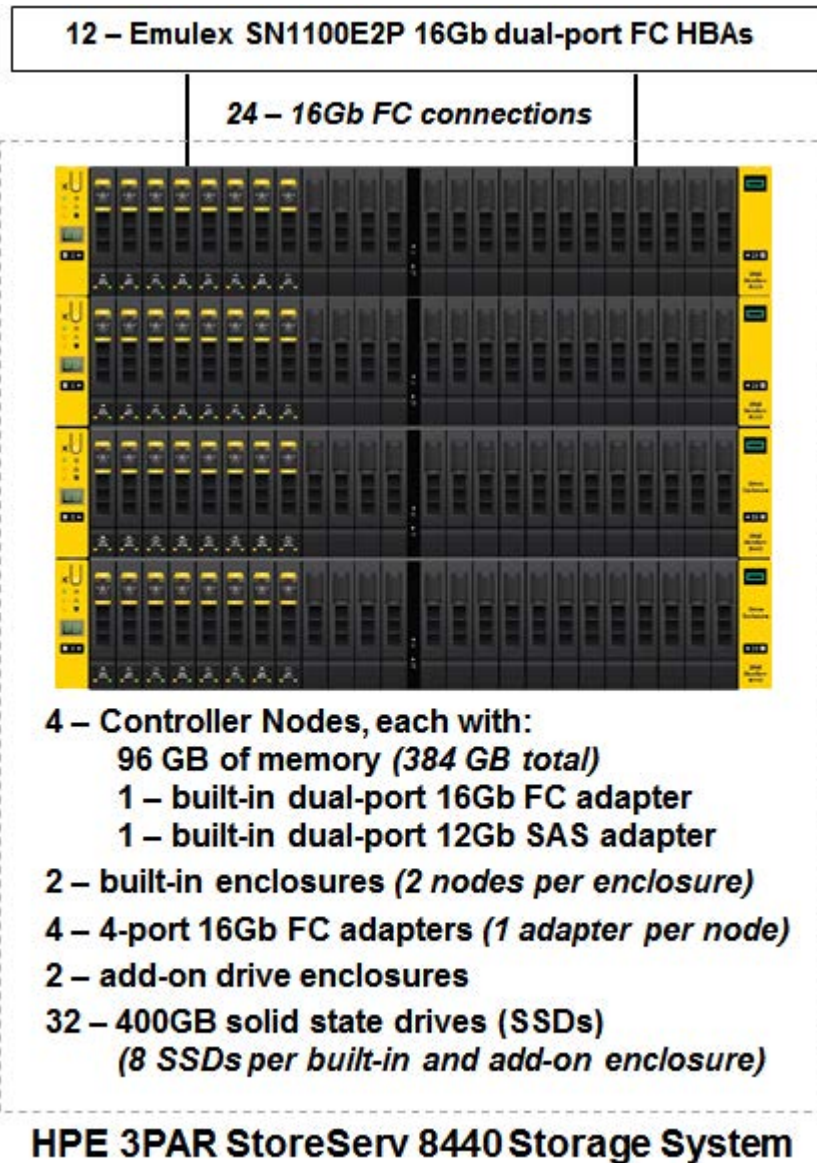 12 – Emulex SN1100E2P 16Gb dual-port FC HBAs
24 – 16Gb FC connections
4 – Controller Nodes, each with:
96 GB of memory (384 GB total)
1 – built-in dual-port 16Gb FC adapter
1 – built-in dual-port 12Gb SAS adapter
2 – built-in enclosures (2 nodes per enclosure)
4 – 4-port 16Gb FC adapters (1 adapter per node)
2 – add-on drive enclosures
32 – 400GB solid state drives (SSDs)
(8 SSDs per built-in and add-on enclosure)
HPE 3PAR StoreServ 8440 Storage System